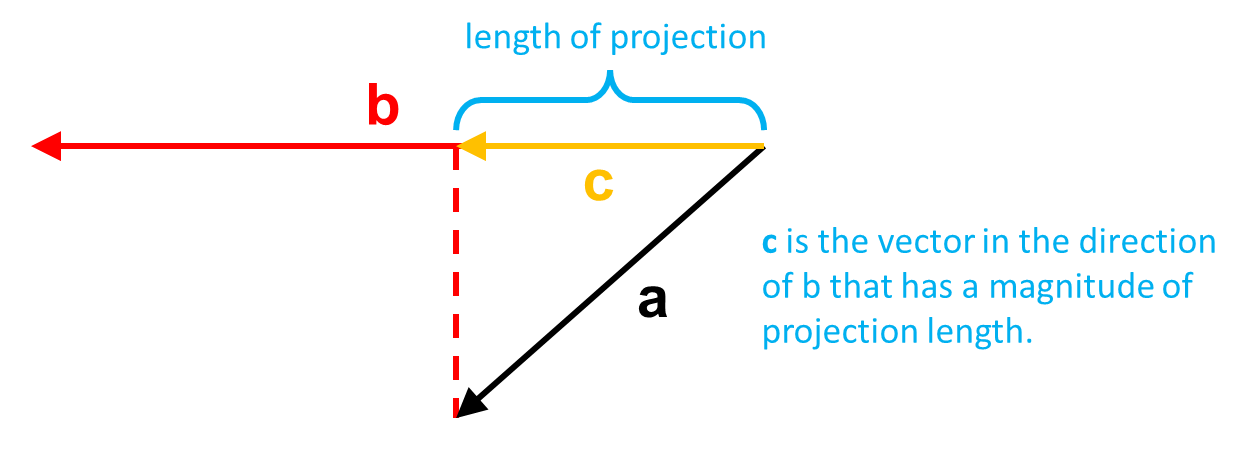 length of projection
b
c
a
c is the vector in the direction
of b that has a magnitude of
projection length.